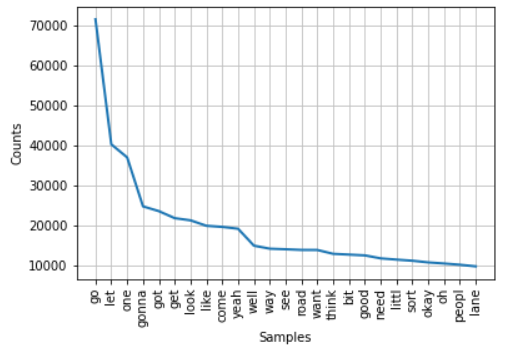 70000
60000
50000
40000
30000
20000
10000
Counts
go
let
one
gonna
got
get
look
like
come
yeah
well
way
see
road
want
think
bit
good
need
littl
sort
okay
oh
peopl
lane
Samples